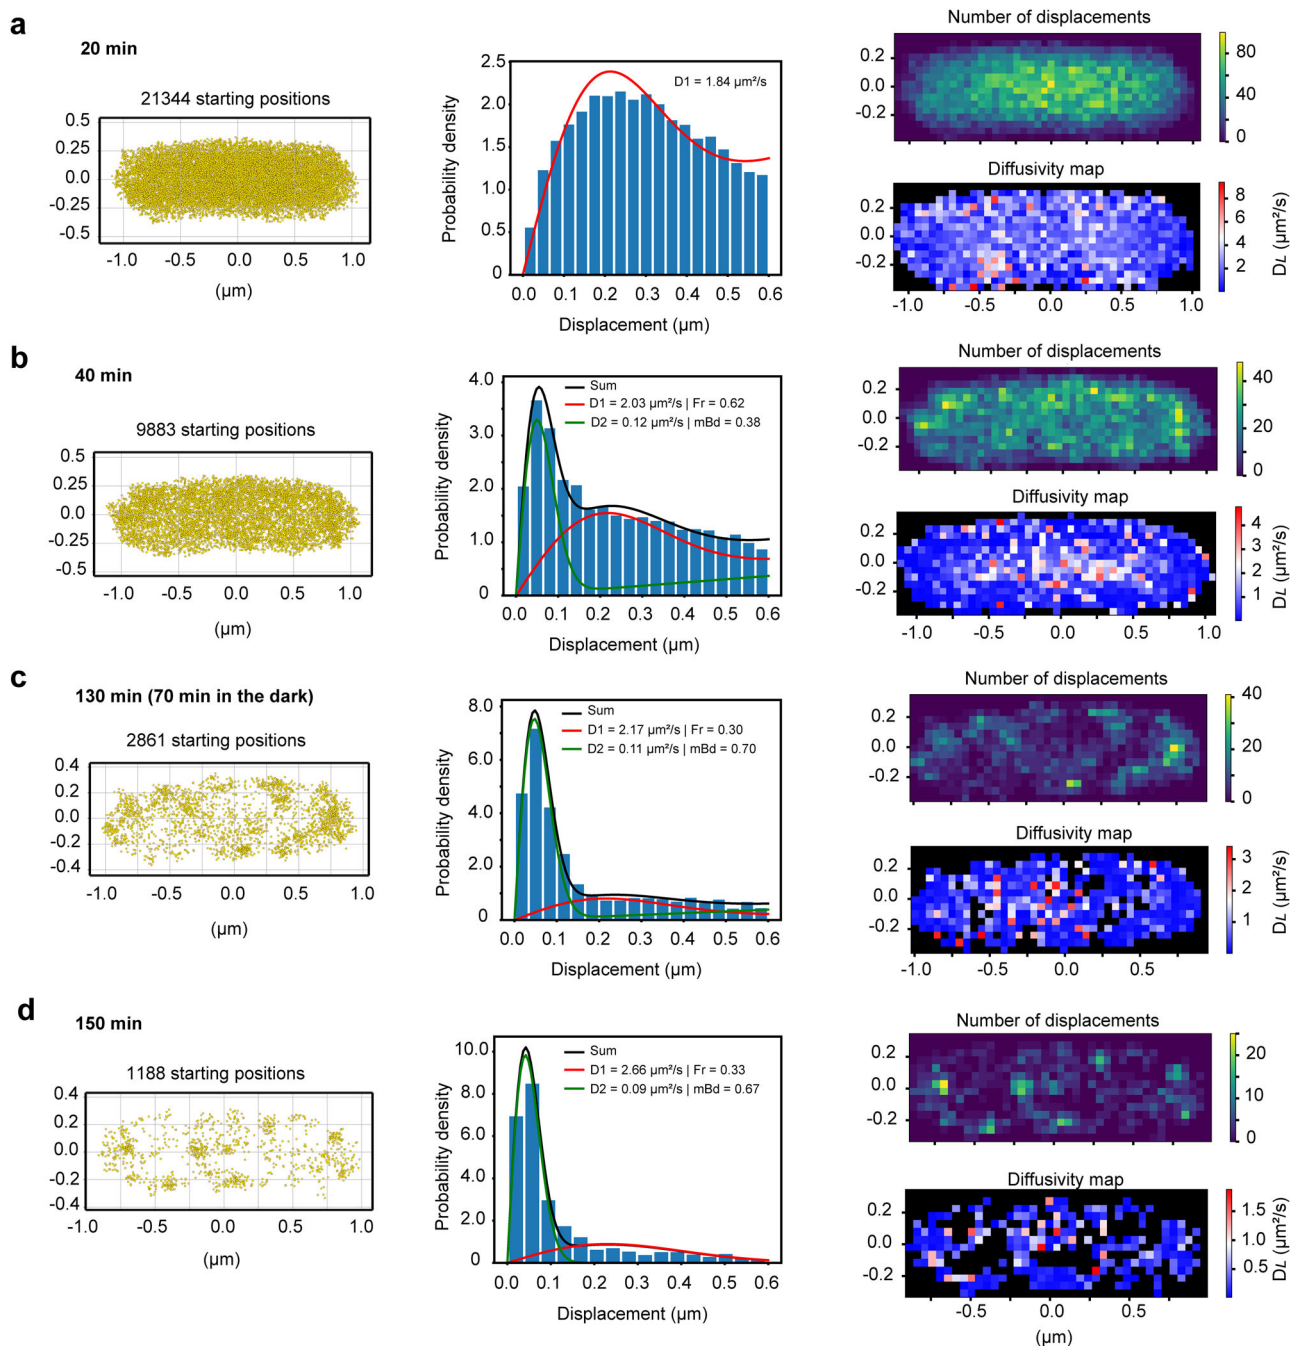 a
20 min
21344 starting positions
0.5
0.25
0.0
-0.25
-0.5
-1.0 -0.5 0.0 0.5 1.0
(µm)
Probability density
2.5
2.0
1.5
1.0
0.5
0
D1 = 1.84 µm²/s
0.0 0.1 0.2 0.3 0.4 0.5 0.6
Displacement (µm)
Number of displacements
0.2
0.0
-0.2
80
40
0
Diffusivity map
0.2
0.0
-0.2
-1.0 -0.5 0.0 0.5 1.0
8
6
4
2
DL (µm²/s)
b
40 min
9883 starting positions
0.5
0.25
0.0
-0.25
-0.5
-1.0 -0.5 0.0 0.5 1.0
(µm)
Probability density
4.0
3.0
2.0
1.0
0
Sum
D1 = 2.03 µm²/s | Fr = 0.62
D2 = 0.12 µm²/s | mBd = 0.38
0.0 0.1 0.2 0.3 0.4 0.5 0.6
Displacement (µm)
Number of displacements
0.2
0.0
-0.2
40
20
0
Diffusivity map
0.2
0.0
-0.2
-1.0 -0.5 0.0 0.5 1.0
4
3
2
1
DL (µm²/s)
c
130 min (70 min in the dark)
2861 starting positions
0.4
0.2
0.0
-0.2
-0.4
-1.0 -0.5 0.0 0.5 1.0
(µm)
Probability density
8.0
6.0
4.0
2.0
0
Sum
D1 = 2.17 µm²/s | Fr = 0.30
D2 = 0.11 µm²/s | mBd = 0.70
0.0 0.1 0.2 0.3 0.4 0.5 0.6
Displacement (µm)
Number of displacements
0.2
0.0
-0.2
40
20
0
Diffusivity map
0.2
0.0
-0.2
-1.0 -0.5 0.0 0.5
3
2
1
DL (µm²/s)
d
150 min
1188 starting positions
0.4
0.2
0.0
-0.2
-0.4
-1.0 -0.5 0.0 0.5 1.0
(µm)
Probability density
10.0
8.0
6.0
4.0
2.0
0
Sum
D1 = 2.66 µm²/s | Fr = 0.33
D2 = 0.09 µm²/s | mBd = 0.67
0.0 0.1 0.2 0.3 0.4 0.5 0.6
Displacement (µm)
Number of displacements
0.2
0.0
-0.2
20
10
0
Diffusivity map
0.2
0.0
-0.2
-0.5 0.0 0.5
(µm)
1.5
1.0
0.5
DL (µm²/s)